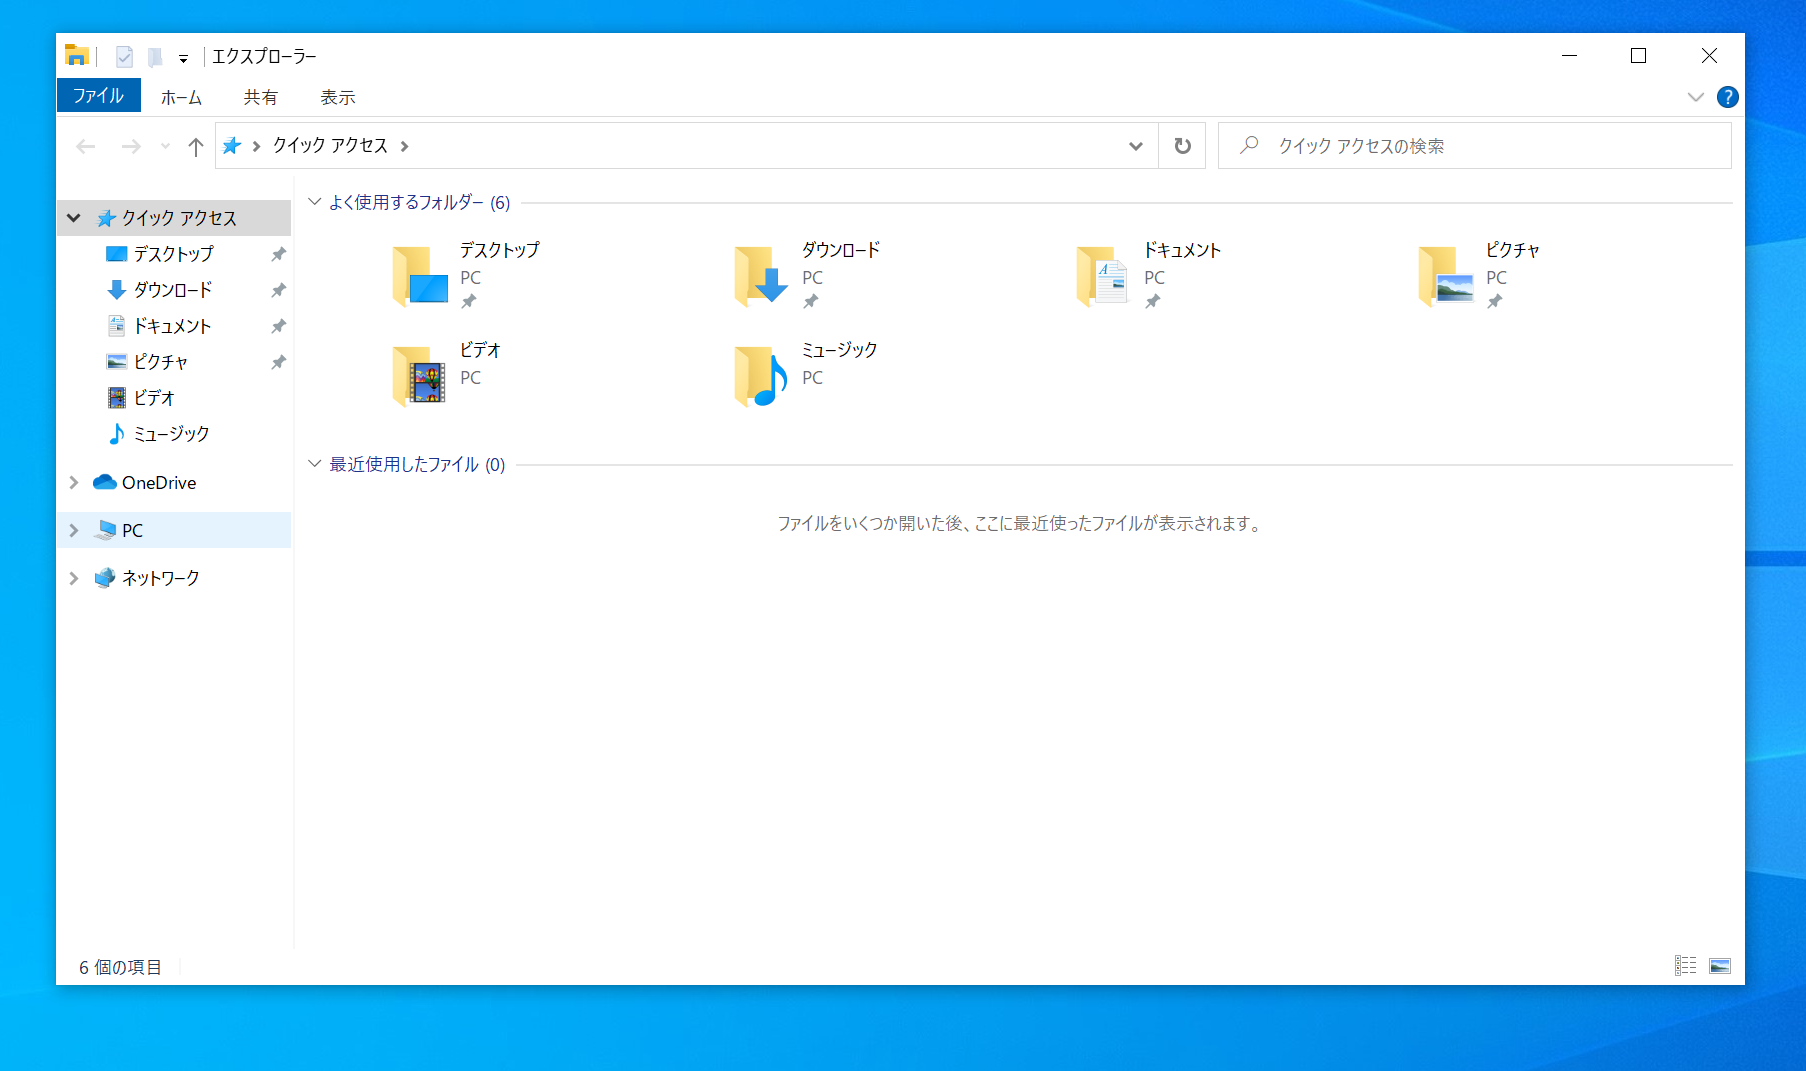 エクスプローラー
ファイル ホーム 共有 表示
クイック アクセス
クイック アクセスの検索
クイック アクセス
デスクトップ
ダウンロード
ドキュメント
ピクチャ
ビデオ
ミュージック
OneDrive
PC
ネットワーク
よく使用するフォルダー (6)
デスクトップ
PC
ダウンロード
PC
ドキュメント
PC
ピクチャ
PC
ビデオ
PC
ミュージック
PC
最近使用したファイル (0)
ファイルをいくつか開いた後、ここに最近使ったファイルが表示されます。
6 個の項目